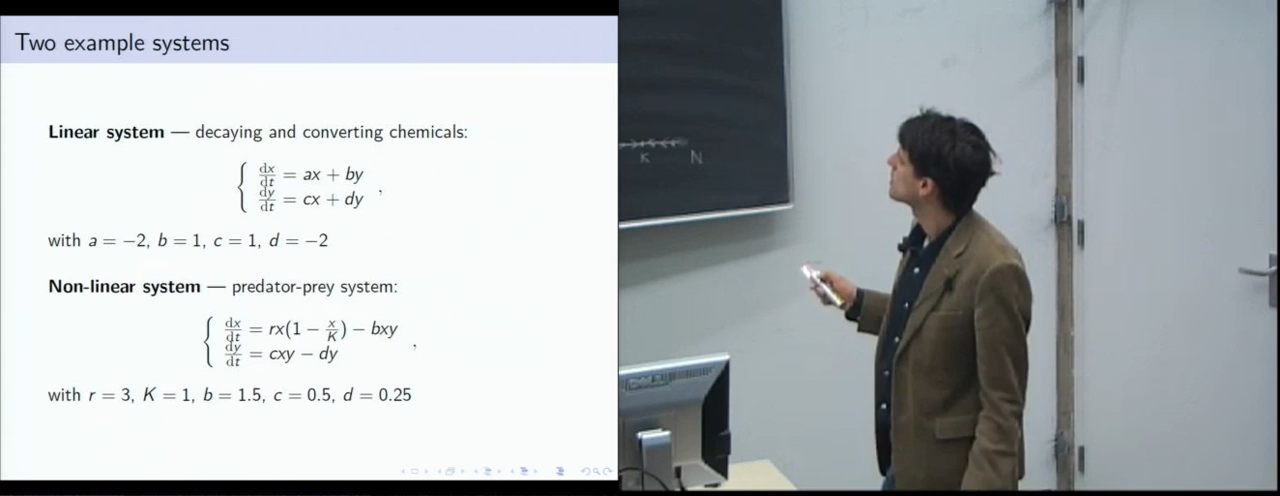 Two example systems
Linear system — decaying and converting chemicals:
dx/dt = ax + by
dy/dt = cx + dy ,
with a = −2, b = 1, c = 1, d = −2
Non-linear system — predator-prey system:
dx/dt = rx(1 − x/K) − bxy
dy/dt = cxy − dy ,
with r = 3, K = 1, b = 1.5, c = 0.5, d = 0.25
K N